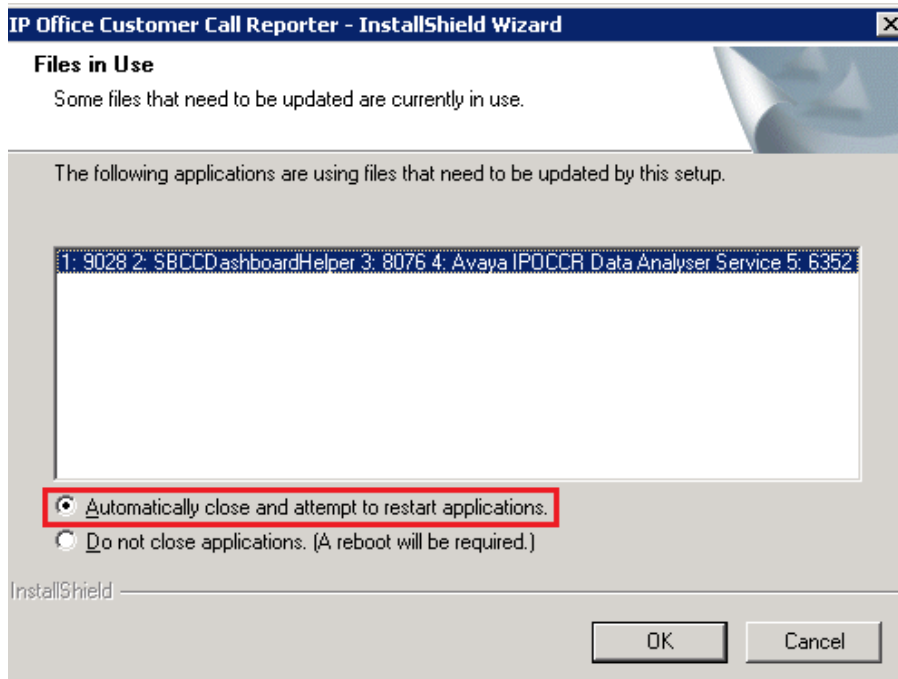 IP Office Customer Call Reporter - InstallShield Wizard
Files in Use
Some files that need to be updated are currently in use.
The following applications are using files that need to be updated by this setup.
1: 9028 2: SBCCDashboardHelper 3: 8076 4: Avaya IPOCCR Data Analyser Service 5: 6352
Automatically close and attempt to restart applications.
Do not close applications. (A reboot will be required.)
InstallShield
OK
Cancel